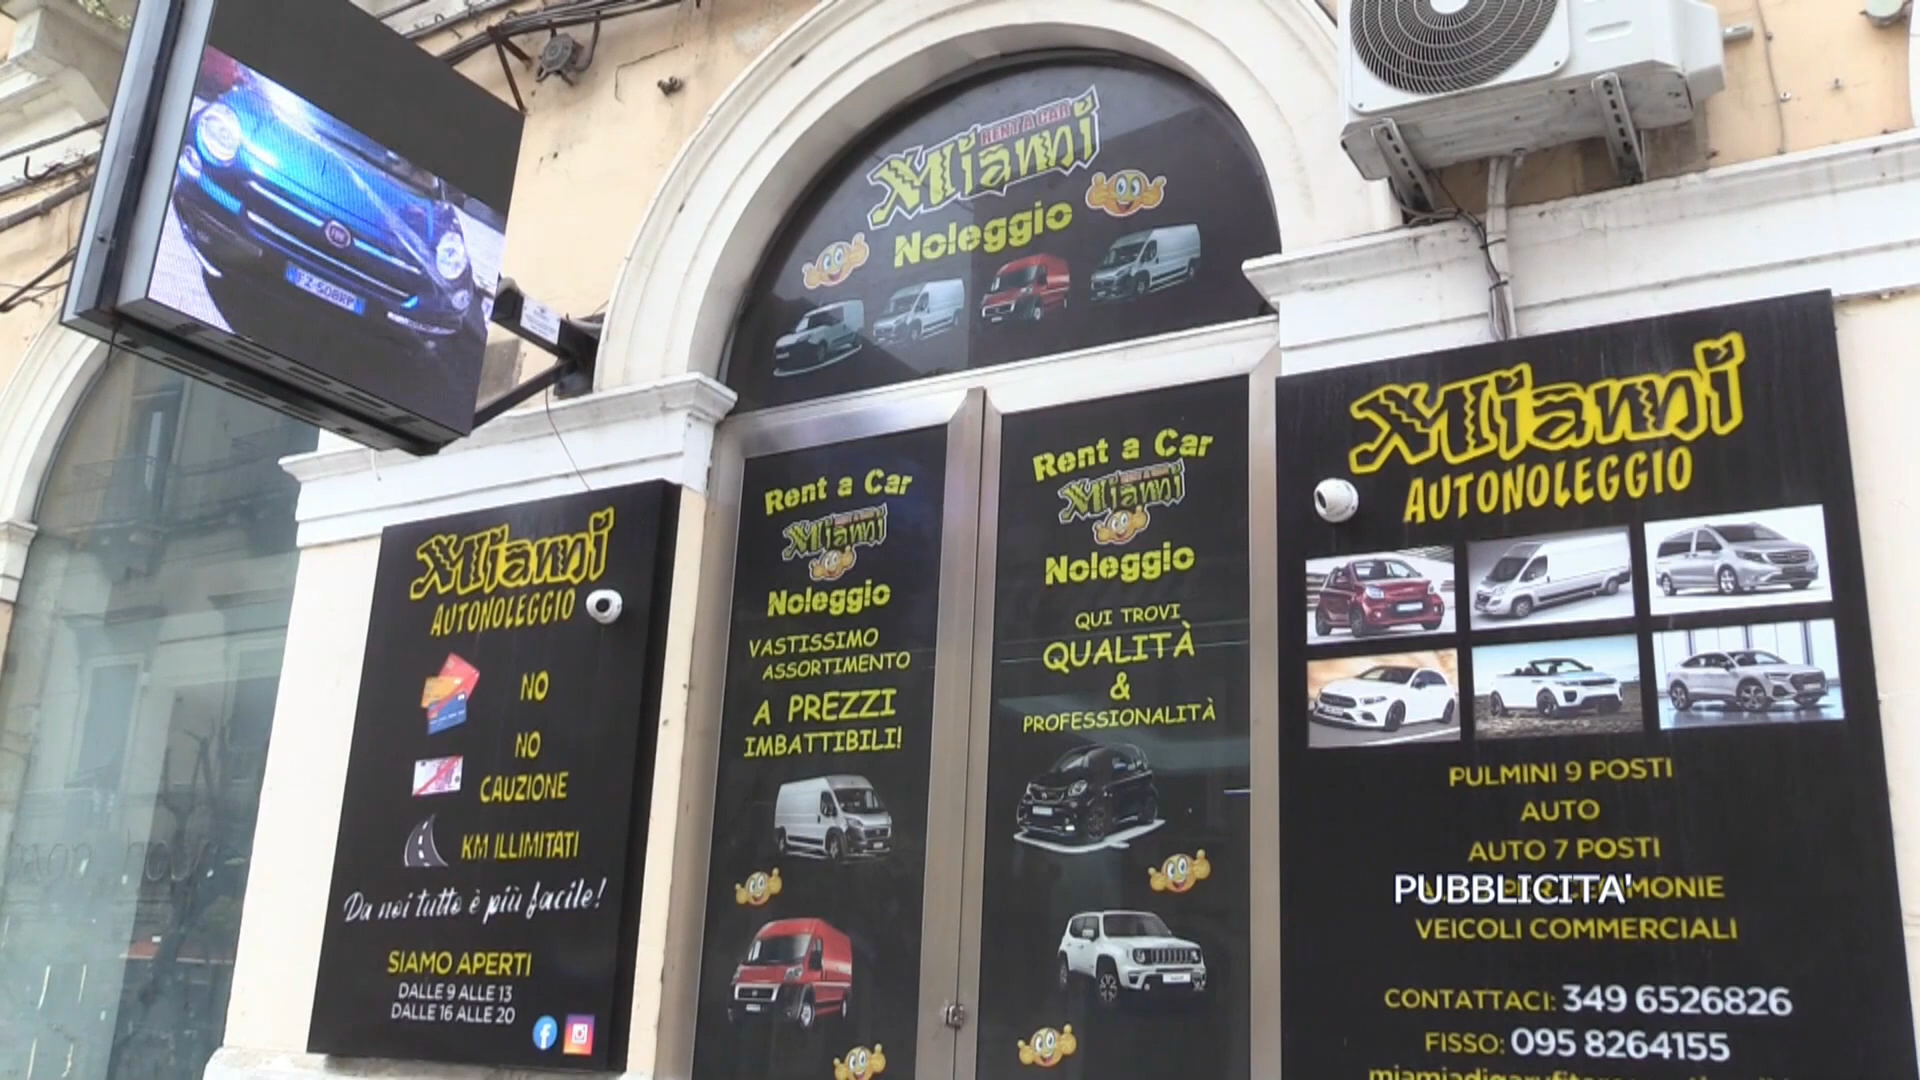 FZ 508RP
RENT A CAR
Miami
Noleggio
Miami
AUTONOLEGGIO
NO
NO
CAUZIONE
KM ILLIMITATI
Da noi tutto è più facile!
SIAMO APERTI
DALLE 9 ALLE 13
DALLE 16 ALLE 20
Rent a Car
Miami
Noleggio
VASTISSIMO
ASSORTIMENTO
A PREZZI
IMBATTIBILI!
Rent a Car
Miami
Noleggio
QUI TROVI
QUALITÀ
&
PROFESSIONALITÀ
Miami
AUTONOLEGGIO
PULMINI 9 POSTI
AUTO
AUTO 7 POSTI
PUBBLICITA'
VEICOLI COMMERCIALI
CONTATTACI: 349 6526826
FISSO: 095 8264155